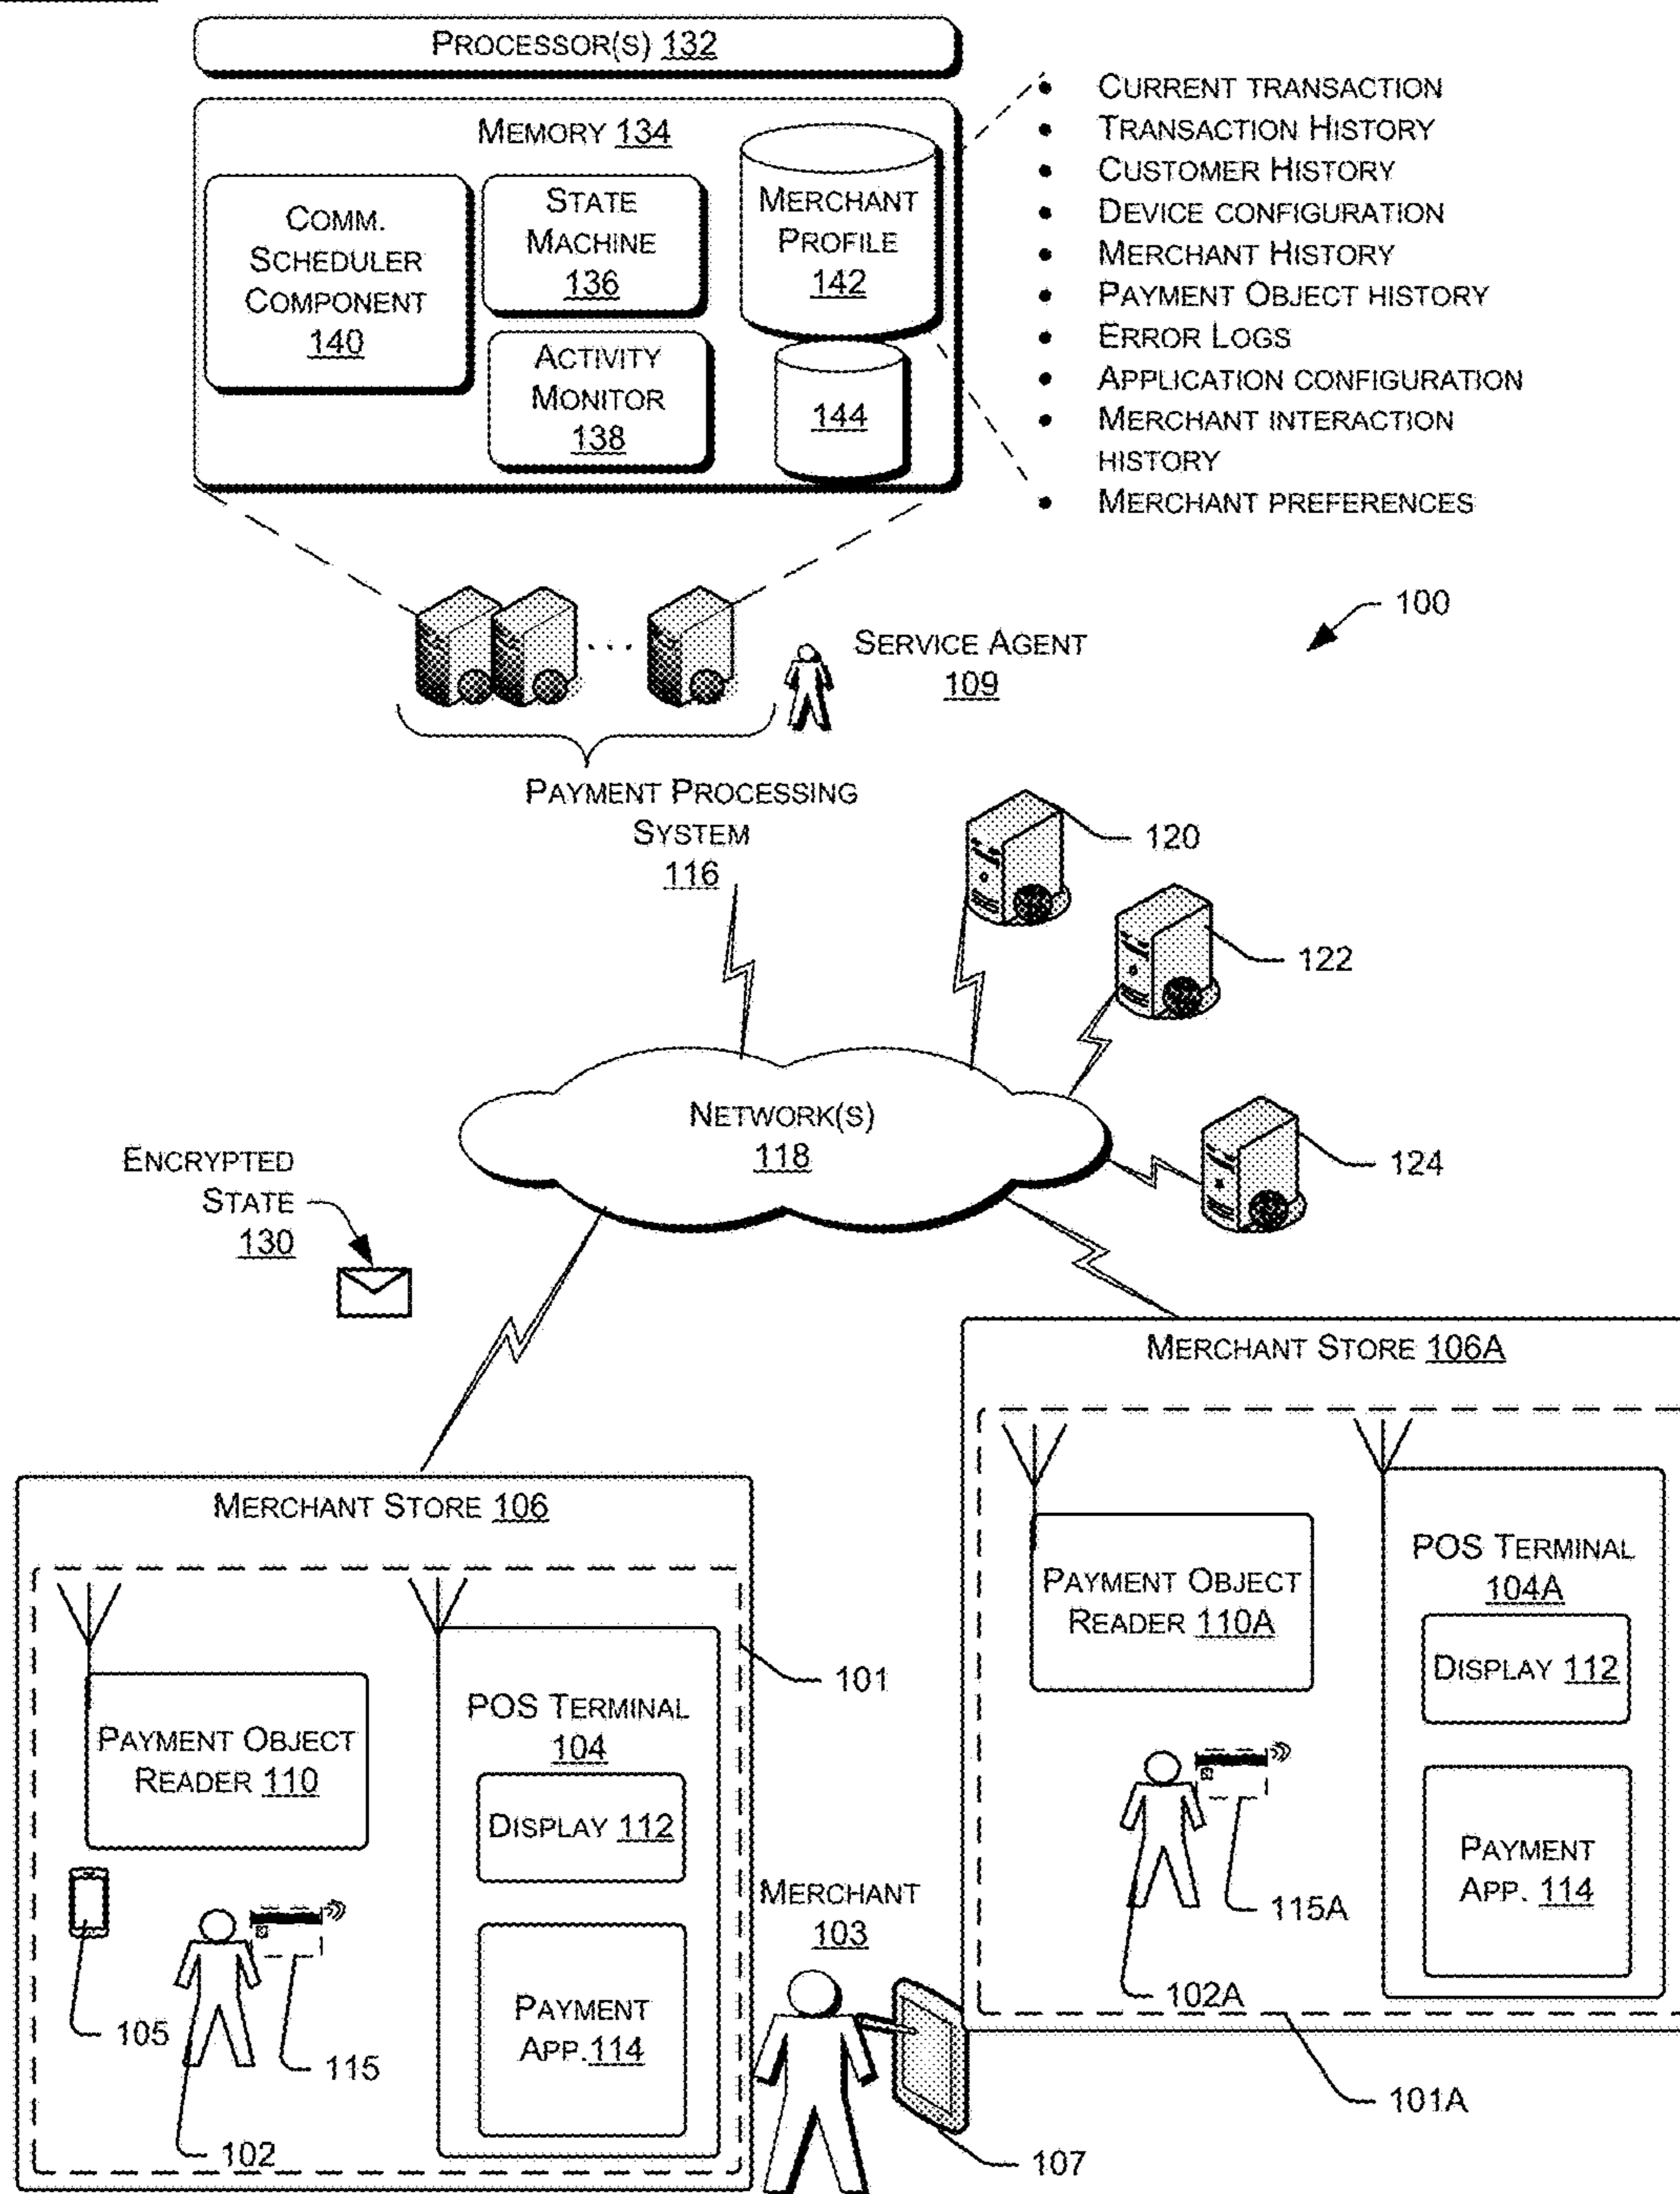 PROCESSOR(S) 132
MEMORY 134
COMM.
SCHEDULER
COMPONENT
140
STATE
MACHINE
136
ACTIVITY
MONITOR
138
MERCHANT
PROFILE
142
144
• CURRENT TRANSACTION
• TRANSACTION HISTORY
• CUSTOMER HISTORY
• DEVICE CONFIGURATION
• MERCHANT HISTORY
• PAYMENT OBJECT HISTORY
• ERROR LOGS
• APPLICATION CONFIGURATION
• MERCHANT INTERACTION
HISTORY
• MERCHANT PREFERENCES
100
SERVICE AGENT
109
PAYMENT PROCESSING
SYSTEM
116
120
122
124
NETWORK(S)
118
ENCRYPTED
STATE
130
MERCHANT STORE 106
PAYMENT OBJECT
READER 110
POS TERMINAL
104
DISPLAY 112
PAYMENT
APP.114
101
105
102
115
MERCHANT
103
107
MERCHANT STORE 106A
PAYMENT OBJECT
READER 110A
POS TERMINAL
104A
DISPLAY 112
PAYMENT
APP. 114
115A
102A
101A